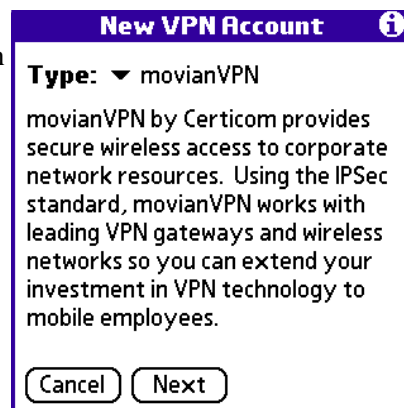 New VPN Account i
n
Type: movianVPN
movianVPN by Certicom provides
secure wireless access to corporate
network resources. Using the IPSec
standard, movianVPN works with
leading VPN gateways and wireless
networks so you can extend your
investment in VPN technology to
mobile employees.
Cancel Next